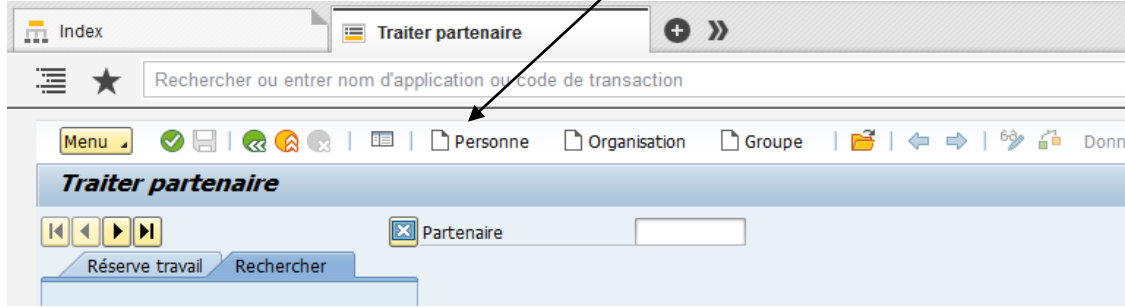 Index Traiter partenaire
Rechercher ou entrer nom d'application ou code de transaction
Menu Personne Organisation Groupe Donn
Traiter partenaire
Partenaire
Réserve travail Rechercher